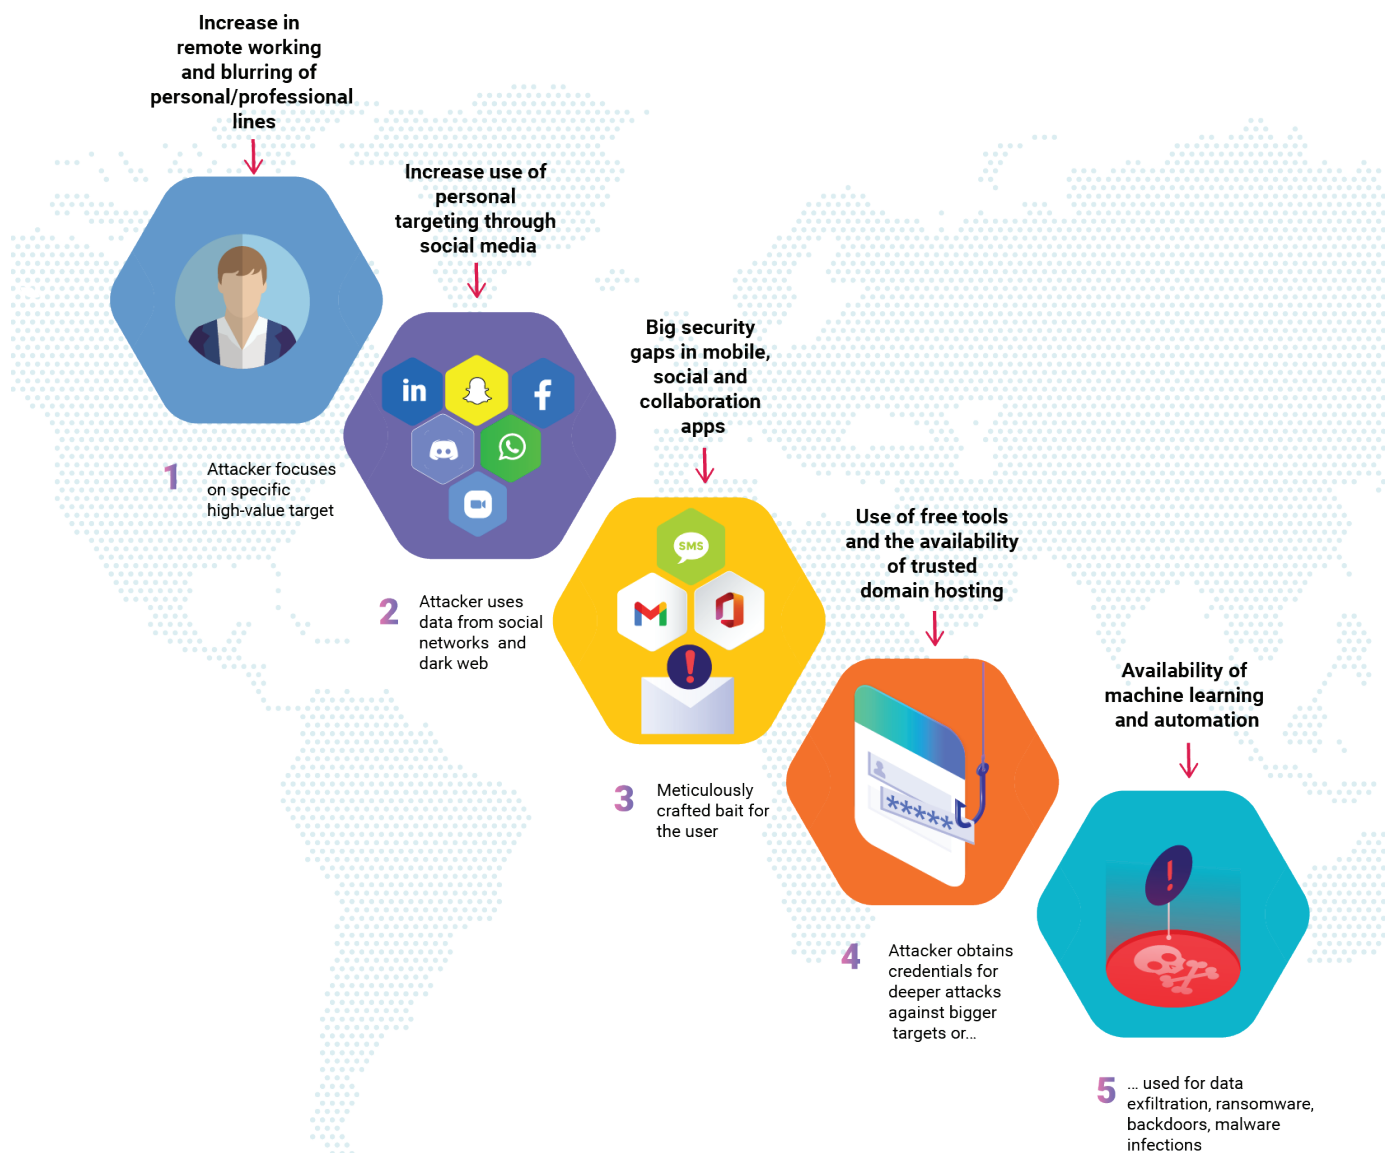 Increase in
remote working
and blurring of
personal/professional
lines
1
Attacker focuses
on specific
high-value target
Increase use of
personal
targeting through
social media
in
f
2
Attacker uses
data from social
networks and
dark web
Big security
gaps in mobile,
social and
collaboration
apps
SMS
M
!
3
Meticulously
crafted bait for
the user
Use of free tools
and the availability
of trusted
domain hosting
*****
4
Attacker obtains
credentials for
deeper attacks
against bigger
targets or...
Availability of
machine learning
and automation
!
5
... used for data
exfiltration, ransomware,
backdoors, malware
infections